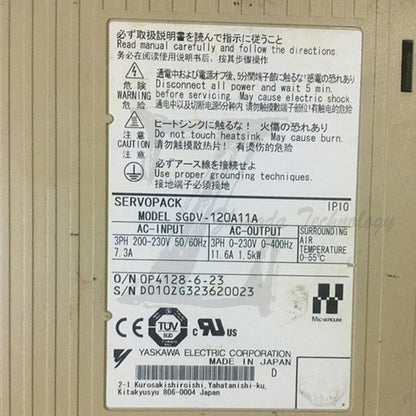 必ず取扱説明書を読んで指示に従うこと
Read manual carefully and follow the directions.
务必在阅读使用说明书后，按其步骤操作
危険 通電中および電源オフ後、5分間端子部に触るな!感電の恐れあり
WARNING Disconnect all power and wait 5 min.
before servicing. May cause electric shock
危险 通电中以及切断电源5分钟内,请勿触摸端子部位!有触电的危险
注意 ヒートシンクに触るな! 火傷の恐れあり
CAUTION Do not touch heatsink. May cause burn.
注意 请勿触摸散热片! 有烫伤的危险
必ずアース線を接続せよ
Use proper grounding techniques.
接地端子必须接地
SERVOPACK IP10
MODEL SGDV-120A11A
AC-INPUT AC-OUTPUT SURROUNDING
AIR
TEMPERATURE
0-55℃
3PH 200-230V 50/60Hz 3PH 0-230V 0-400Hz
7.3A 11.6A 1.5kW
O/N OP4128-6-23
S/N D010ZG323620023
MECHATROLINK
CE TÜV SÜD c UL us
YASKAWA ELECTRIC CORPORATION
MADE IN JAPAN D
2-1 Kurosakishiroishi, Yahatanishi-ku,
Kitakyusyu 806-0004 Japan